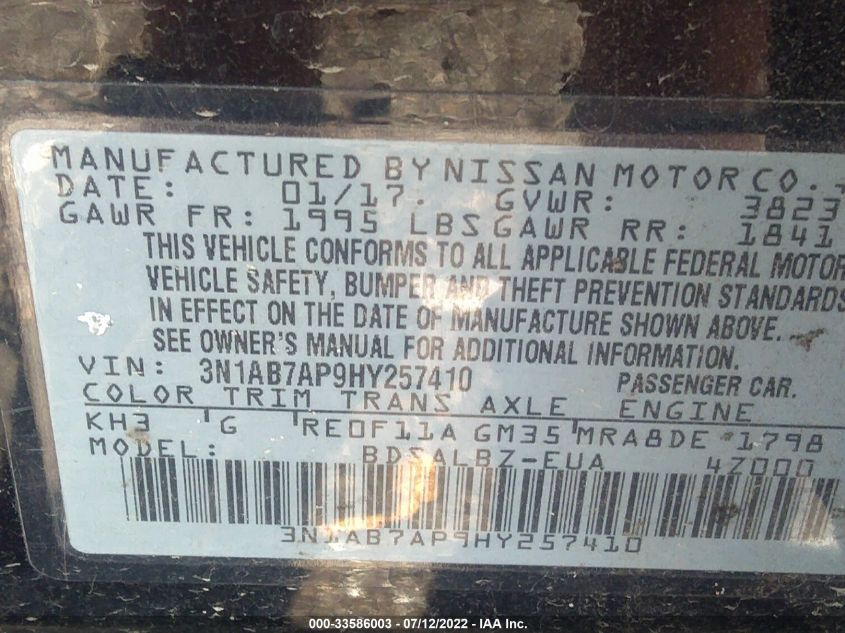 MANUFACTURED BY NISSAN MOTOR CO.
DATE: 01/17. GVWR: 3823
GAWR FR: 1995 LBS GAWR RR: 1841
THIS VEHICLE CONFORMS TO ALL APPLICABLE FEDERAL MOTOR
VEHICLE SAFETY, BUMPER AND THEFT PREVENTION STANDARDS
IN EFFECT ON THE DATE OF MANUFACTURE SHOWN ABOVE.
SEE OWNER'S MANUAL FOR ADDITIONAL INFORMATION.
VIN: 3N1AB7AP9HY257410 PASSENGER CAR.
COLOR TRIM TRANS AXLE ENGINE
KH3 G RE0F11A GM35 MRA8DE 1798
MODEL: BDSALBZ-EUA 4Z000
3N1AB7AP9HY257410
000-33586003 - 07/12/2022 - IAA Inc.